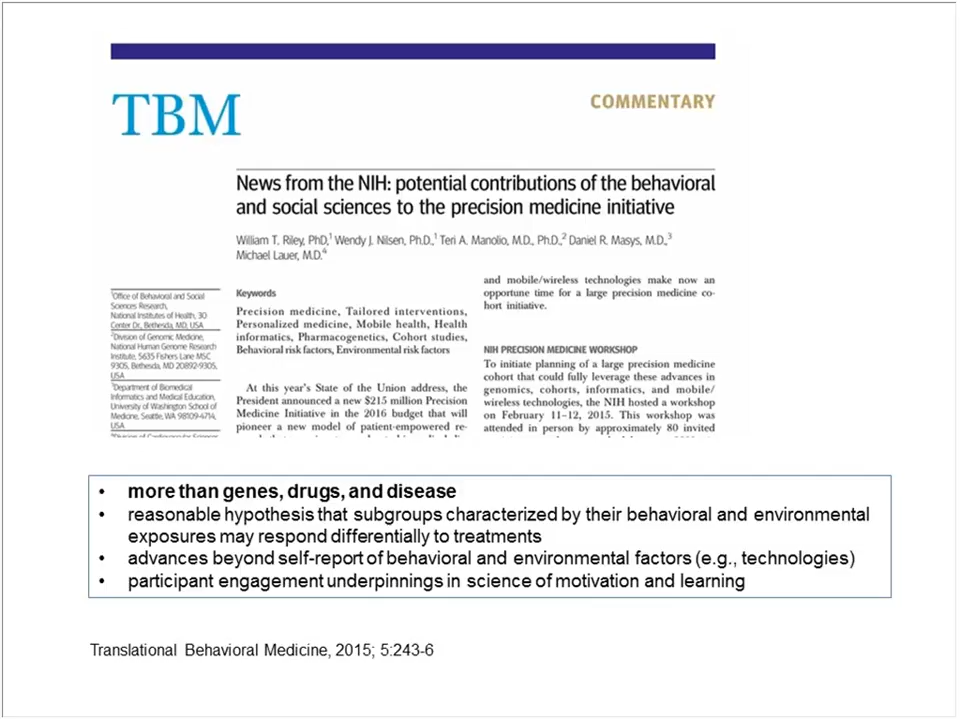 TBM
COMMENTARY
News from the NIH: potential contributions of the behavioral
and social sciences to the precision medicine initiative
William T. Riley, PhD,1 Wendy J. Nilsen, Ph.D.,1 Teri A. Manolio, M.D., Ph.D.,2 Daniel R. Masys, M.D.,3
Michael Lauer, M.D.4
1Office of Behavioral and Social
Sciences Research,
National Institutes of Health, 30
Center Dr., Bethesda, MD, USA
2Division of Genomic Medicine,
National Human Genome Research
Institute, 5635 Fishers Lane MSC
9305, Bethesda, MD 20892-9305,
USA
3Department of Biomedical
Informatics and Medical Education,
University of Washington School of
Medicine, Seattle, WA 98109-4714,
USA
Keywords
Precision medicine, Tailored interventions,
Personalized medicine, Mobile health, Health
informatics, Pharmacogenetics, Cohort studies,
Behavioral risk factors, Environmental risk factors
At this year's State of the Union address, the
President announced a new $215 million Precision
Medicine Initiative in the 2016 budget that will
pioneer a new model of patient-empowered re-
and mobile/wireless technologies make now an
opportune time for a large precision medicine co-
hort initiative.
NIH PRECISION MEDICINE WORKSHOP
To initiate planning of a large precision medicine
cohort that could fully leverage these advances in
genomics, cohorts, informatics, and mobile/
wireless technologies, the NIH hosted a workshop
on February 11–12, 2015. This workshop was
attended in person by approximately 80 invited
• more than genes, drugs, and disease
• reasonable hypothesis that subgroups characterized by their behavioral and environmental
exposures may respond differentially to treatments
• advances beyond self-report of behavioral and environmental factors (e.g., technologies)
• participant engagement underpinnings in science of motivation and learning
Translational Behavioral Medicine, 2015; 5:243-6